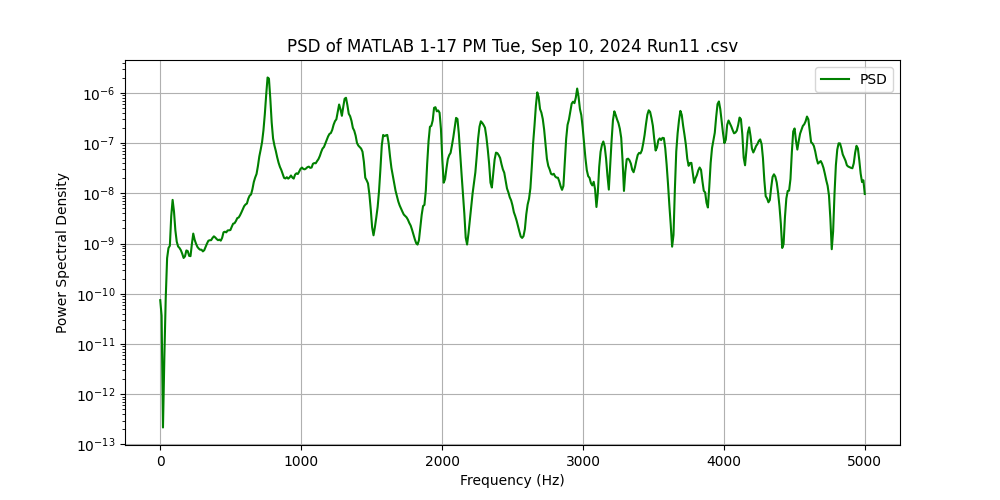 PSD of MATLAB 1-17 PM Tue, Sep 10, 2024 Run11 .csv
PSD
Power Spectral Density
10⁻⁶
10⁻⁷
10⁻⁸
10⁻⁹
10⁻¹⁰
10⁻¹¹
10⁻¹²
10⁻¹³
0 1000 2000 3000 4000 5000
Frequency (Hz)